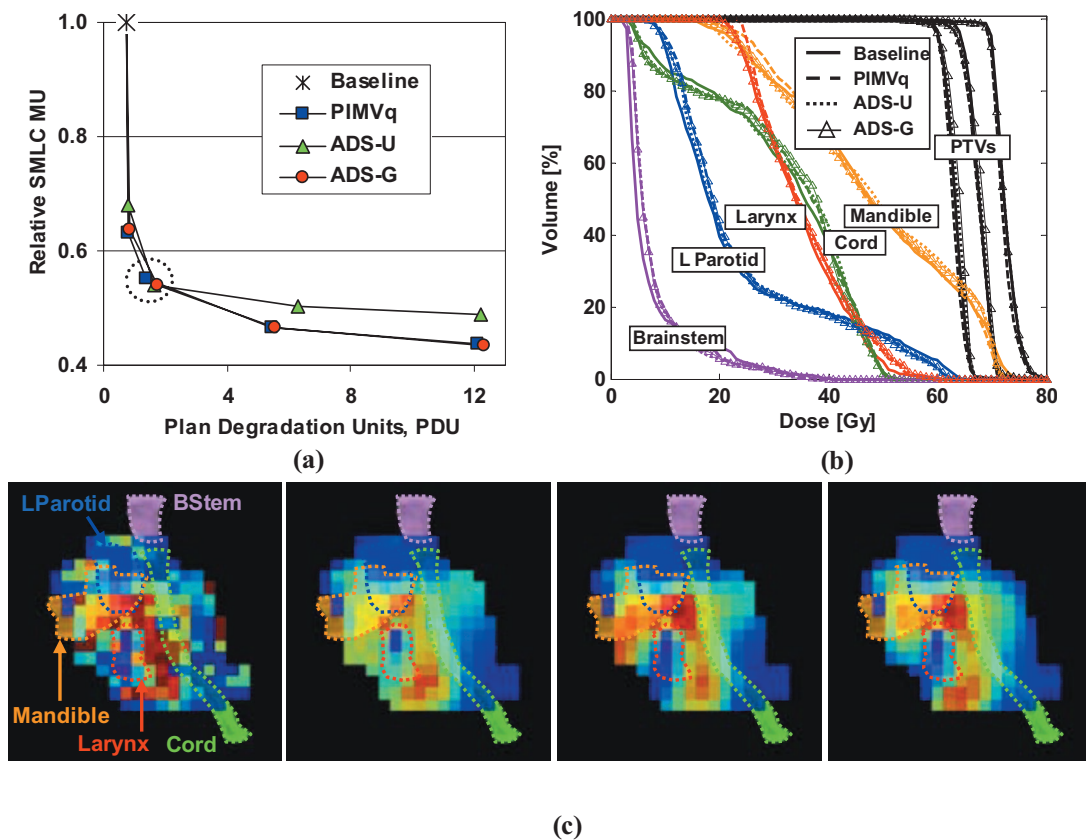 (a)
1.0
0.8
0.6
0.4
Relative SMLC MU
Baseline
PIMVq
ADS-U
ADS-G
0
4
8
12
Plan Degradation Units, PDU
(b)
100
80
60
40
20
0
Volume [%]
Baseline
PIMVq
ADS-U
ADS-G
PTVs
Larynx
Mandible
Cord
L Parotid
Brainstem
0
20
40
60
80
Dose [Gy]
(a)
(b)
LParotid
BStem
Mandible
Larynx
Cord
(c)